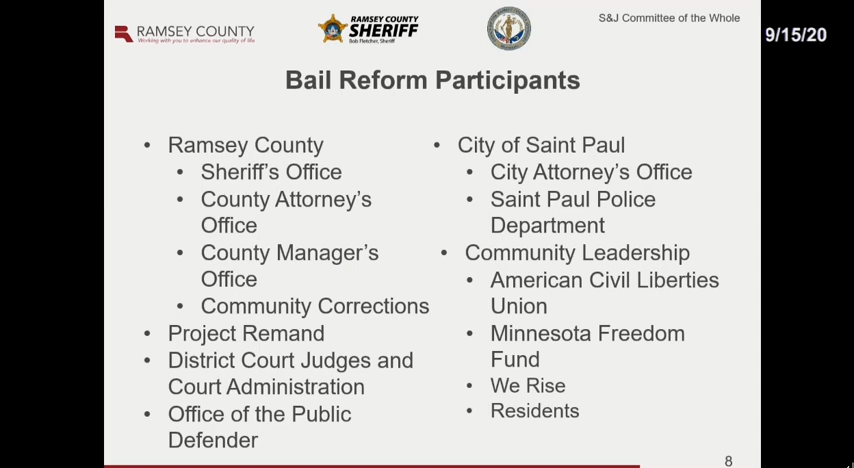 RAMSEY COUNTY
Working with you to enhance our quality of life
RAMSEY COUNTY
SHERIFF
Bob Fletcher, Sheriff
S&J Committee of the Whole
9/15/20
Bail Reform Participants
• Ramsey County
• Sheriff's Office
• County Attorney's
Office
• County Manager's
Office
• Community Corrections
• Project Remand
• District Court Judges and
Court Administration
• Office of the Public
Defender
• City of Saint Paul
• City Attorney's Office
• Saint Paul Police
Department
• Community Leadership
• American Civil Liberties
Union
• Minnesota Freedom
Fund
• We Rise
• Residents
8